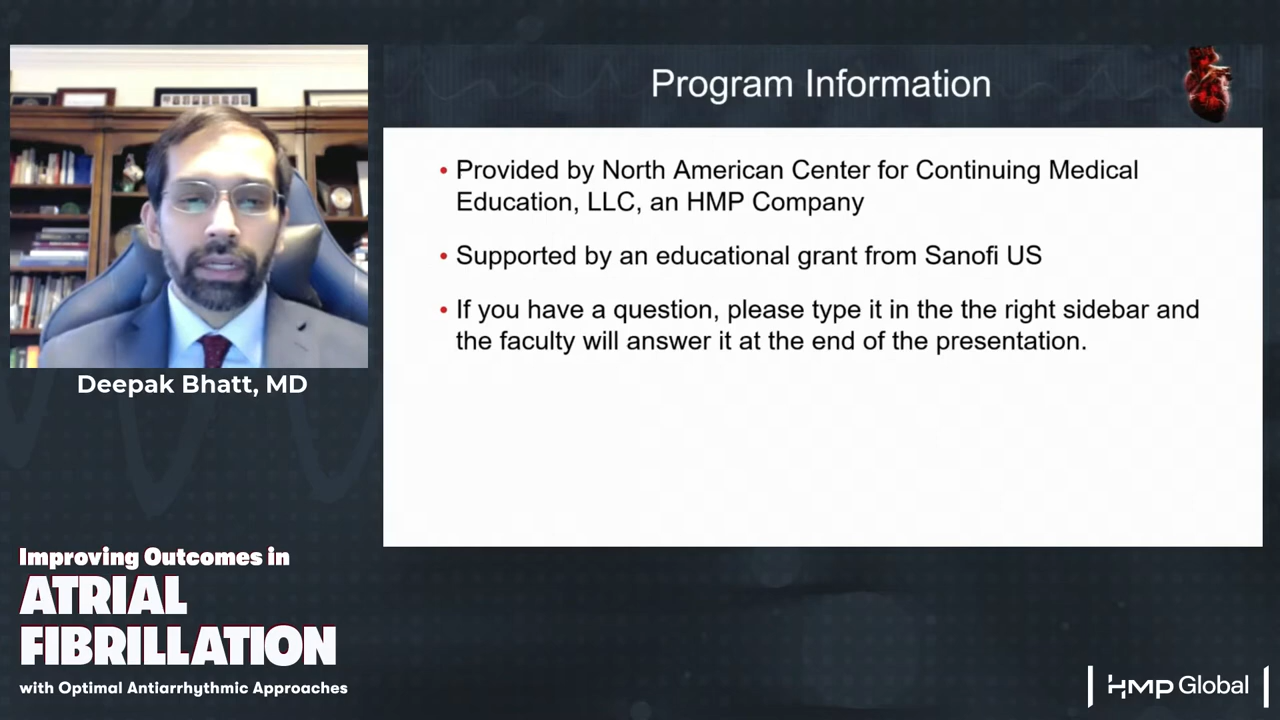 Program Information
• Provided by North American Center for Continuing Medical
Education, LLC, an HMP Company
• Supported by an educational grant from Sanofi US
• If you have a question, please type it in the the right sidebar and
the faculty will answer it at the end of the presentation.
Deepak Bhatt, MD
Improving Outcomes in
ATRIAL
FIBRILLATION
with Optimal Antiarrhythmic Approaches
HMP Global